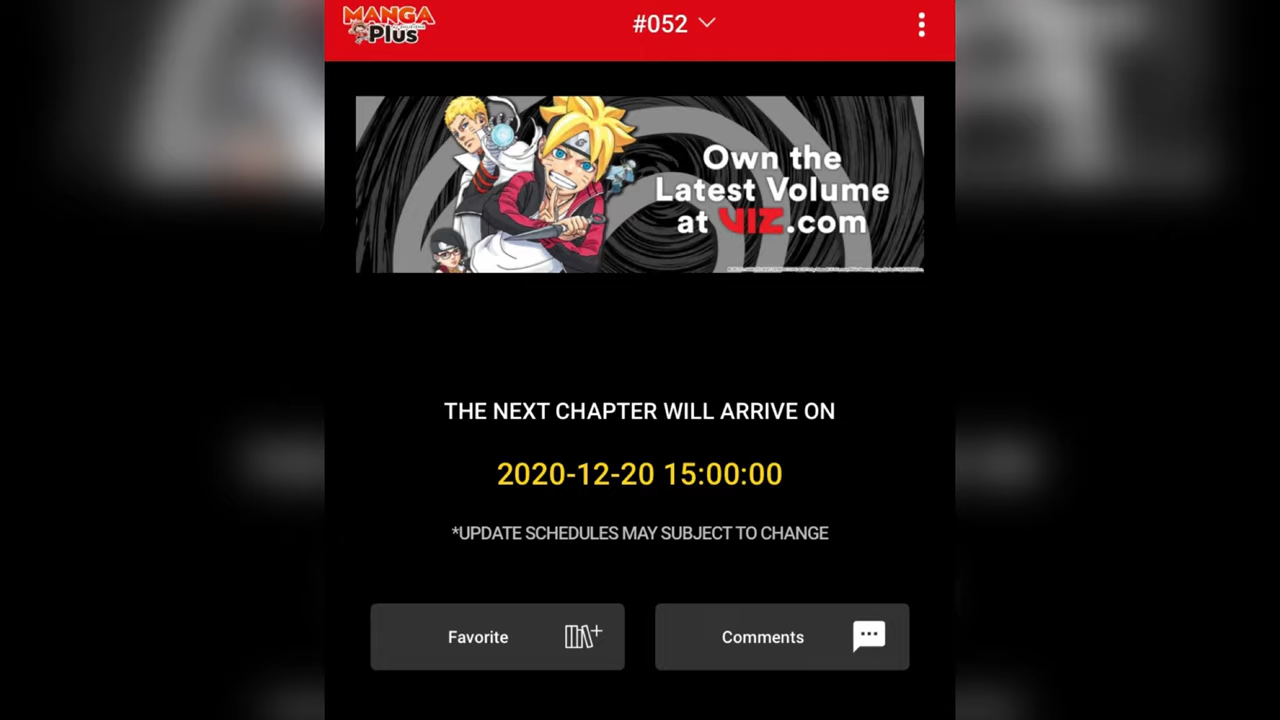 MANGA
Plus
#052
Own the
Latest Volume
at VIZ.com
THE NEXT CHAPTER WILL ARRIVE ON
2020-12-20 15:00:00
*UPDATE SCHEDULES MAY SUBJECT TO CHANGE
Favorite
Comments